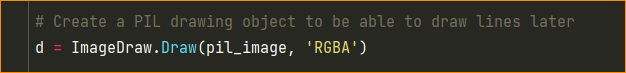 # Create a PIL drawing object to be able to draw lines later
d = ImageDraw.Draw(pil_image, 'RGBA')